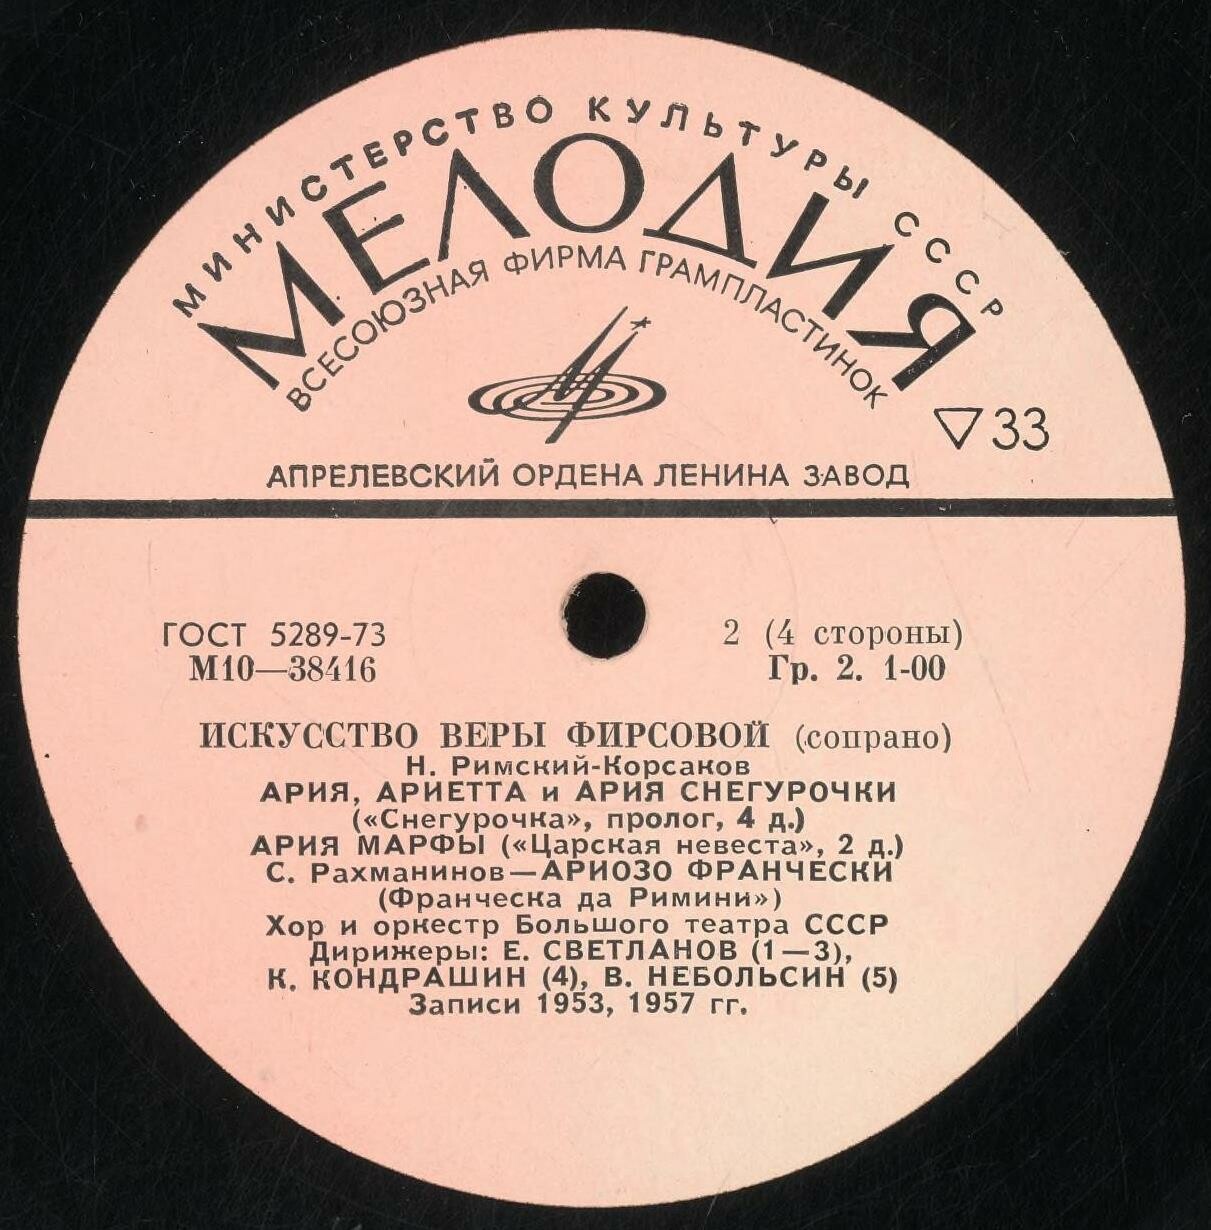 МИНИСТЕРСТВО КУЛЬТУРЫ СССР
МЕЛОДИЯ
ВСЕСОЮЗНАЯ ФИРМА ГРАМПЛАСТИНОК
33
АПРЕЛЕВСКИЙ ОРДЕНА ЛЕНИНА ЗАВОД
ГОСТ 5289-73
2 (4 стороны)
М10—38416
Гр. 2. 1-00
ИСКУССТВО ВЕРЫ ФИРСОВОЙ (сопрано)
Н. Римский-Корсаков
АРИЯ, АРИЕТТА и АРИЯ СНЕГУРОЧКИ
(«Снегурочка», пролог, 4 д.)
АРИЯ МАРФЫ («Царская невеста», 2 д.)
С. Рахманинов—АРИОЗО ФРАНЧЕСКИ
(Франческа да Римини»)
Хор и оркестр Большого театра СССР
Дирижеры: Е. СВЕТЛАНОВ (1—3),
К. КОНДРАШИН (4), В. НЕБОЛЬСИН (5)
Записи 1953, 1957 гг.